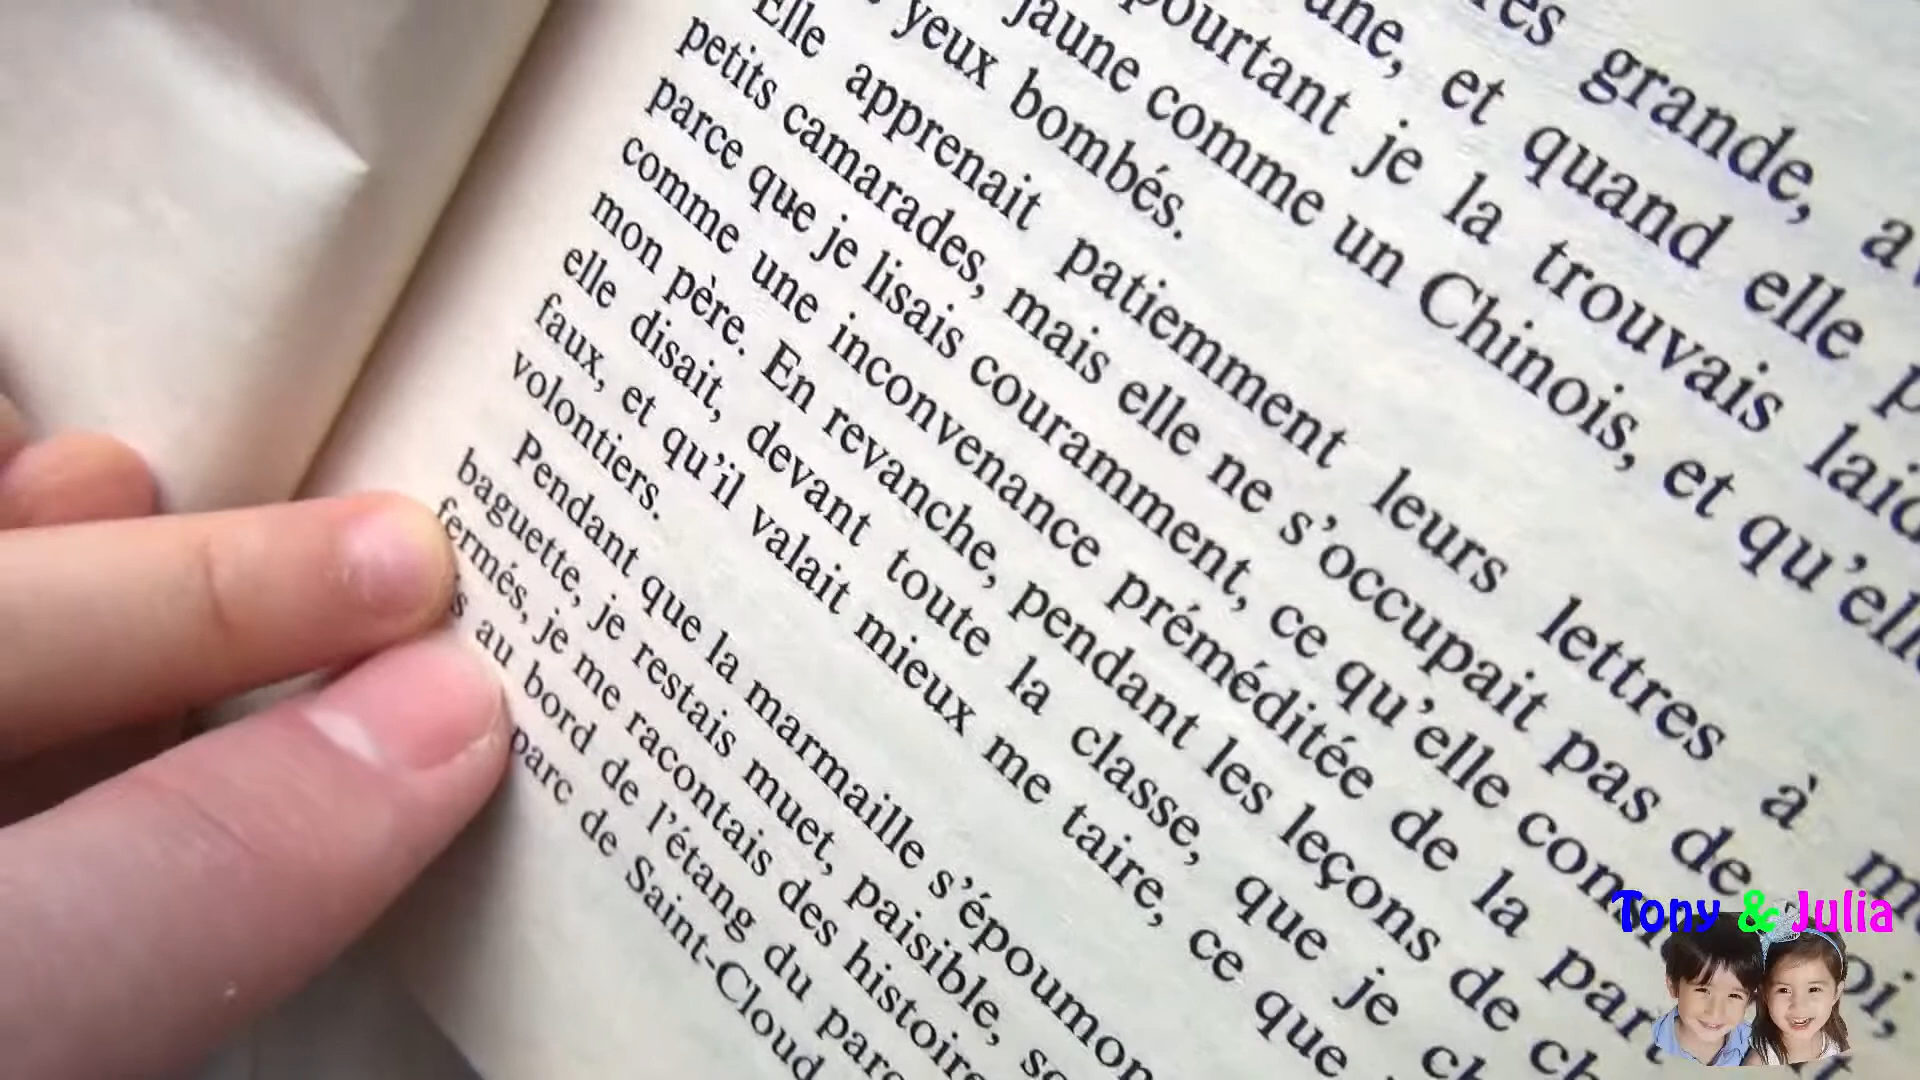 grande,
une, et quand elle
pourtant je la trouvais
jaune comme un Chinois, et qu'elle
yeux bombés.
Elle apprenait patiemment leurs lettres à
petits camarades, mais elle ne s'occupait pas de
parce que je lisais couramment, ce qu'elle
comme une inconvenance préméditée de la part
mon père. En revanche, pendant les leçons de
elle disait, devant toute la classe, que je
faux, et qu'il valait mieux me taire, ce que
volontiers.
Pendant que la marmaille s'époumon
baguette, je restais muet, paisible,
fermés, je me racontais des histoire
au bord de l'étang du parc
parc de Saint-Cloud
Tony & Julia